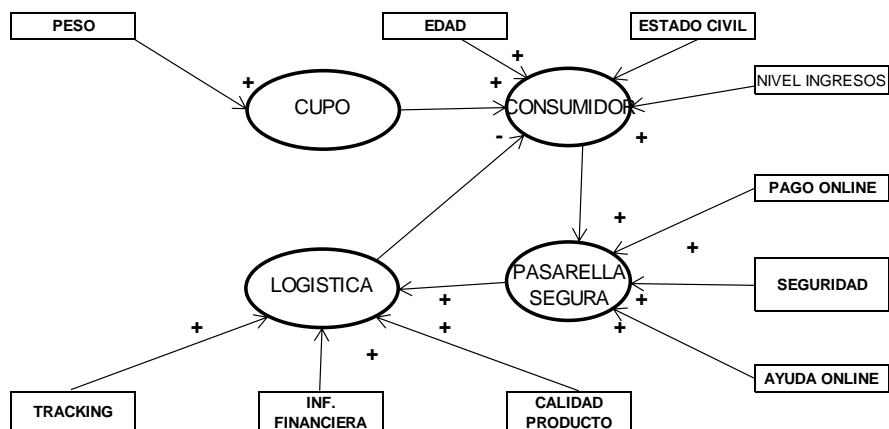 PESO
EDAD
ESTADO CIVIL
+
+
+
CUPO
CONSUMIDOR
NIVEL INGRESOS
-
+
PAGO ONLINE
+
+
LOGISTICA
PASARELLA
SEGURA
SEGURIDAD
+
+
+
+
+
+
AYUDA ONLINE
TRACKING
INF.
FINANCIERA
CALIDAD
PRODUCTO